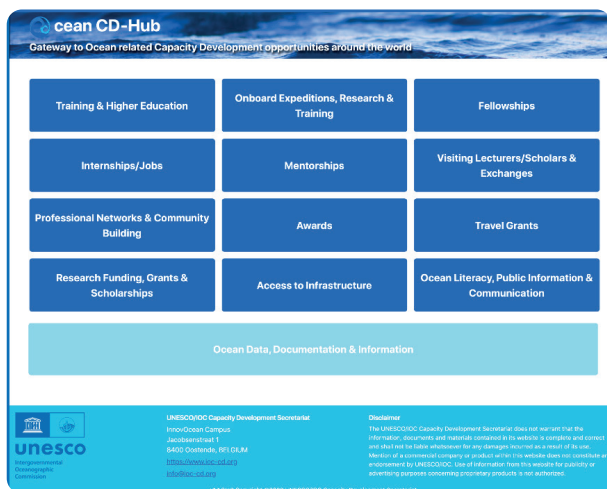 cean CD-Hub
Gateway to Ocean related Capacity Development opportunities around the world
Training & Higher Education
Onboard Expeditions, Research &
Training
Fellowships
Internships/Jobs
Mentorships
Visiting Lecturers/Scholars &
Exchanges
Professional Networks & Community
Building
Awards
Travel Grants
Research Funding, Grants &
Scholarships
Access to Infrastructure
Ocean Literacy, Public Information &
Communication
Ocean Data, Documentation & Information
unesco
Intergovernmental
Oceanographic
Commission
UNESCO/IOC Capacity Development Secretariat
InnovOcean Campus
Jacobsenstraat 1
8400 Oostende, BELGIUM
https://www.ioc-cd.org
info@ioc-cd.org
Disclaimer
The UNESCO/IOC Capacity Development Secretariat does not warrant that the
information, documents and materials contained in its website is complete and correct
and shall not be liable whatsoever for any damages incurred as a result of its use.
Mention of a commercial company or product within this website does not constitute an
endorsement by UNESCO/IOC. Use of information from this website for publicity or
advertising purposes concerning proprietary products is not authorized.